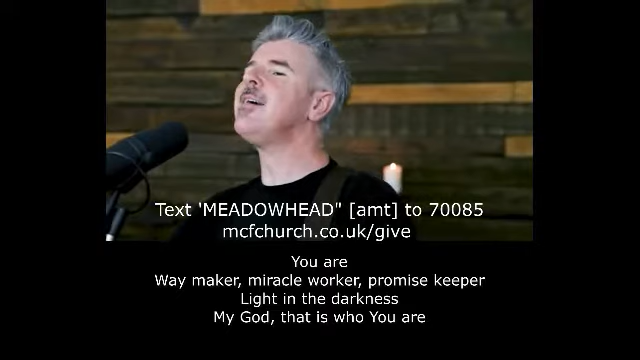 Text 'MEADOWHEAD" [amt] to 70085
mcfchurch.co.uk/give
You are
Way maker, miracle worker, promise keeper
Light in the darkness
My God, that is who You are